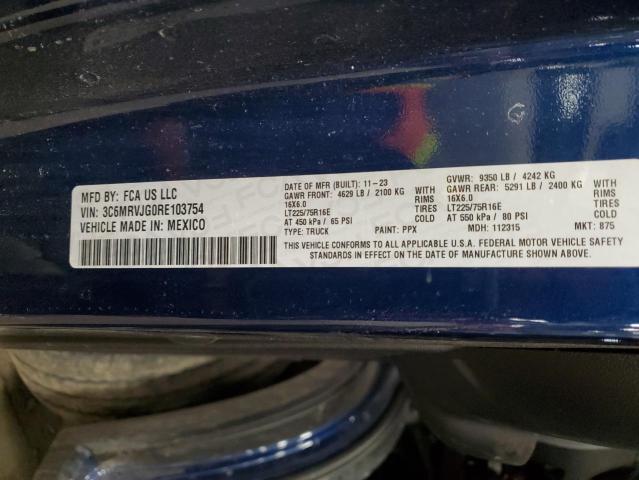 MFD BY: FCA US LLC
VIN: 3C6MRVJG0RE103754
VEHICLE MADE IN: MEXICO
DATE OF MFR (BUILT): 11-23
GAWR FRONT: 4629 LB / 2100 KG
16X6.0
LT225/75R16E
AT 450 kPa / 65 PSI
COLD
WITH
RIMS
TIRES
TYPE: TRUCK
PAINT: PPX
GVWR: 9350 LB / 4242 KG
GAWR REAR: 5291 LB / 2400 KG
16X6.0
LT225/75R16E
AT 550 kPa / 80 PSI
COLD
WITH
RIMS
TIRES
MDH: 112315
MKT: B75
THIS VEHICLE CONFORMS TO ALL APPLICABLE U.S.A. FEDERAL MOTOR VEHICLE SAFETY
STANDARDS IN EFFECT ON THE DATE OF MANUFACTURE SHOWN ABOVE.